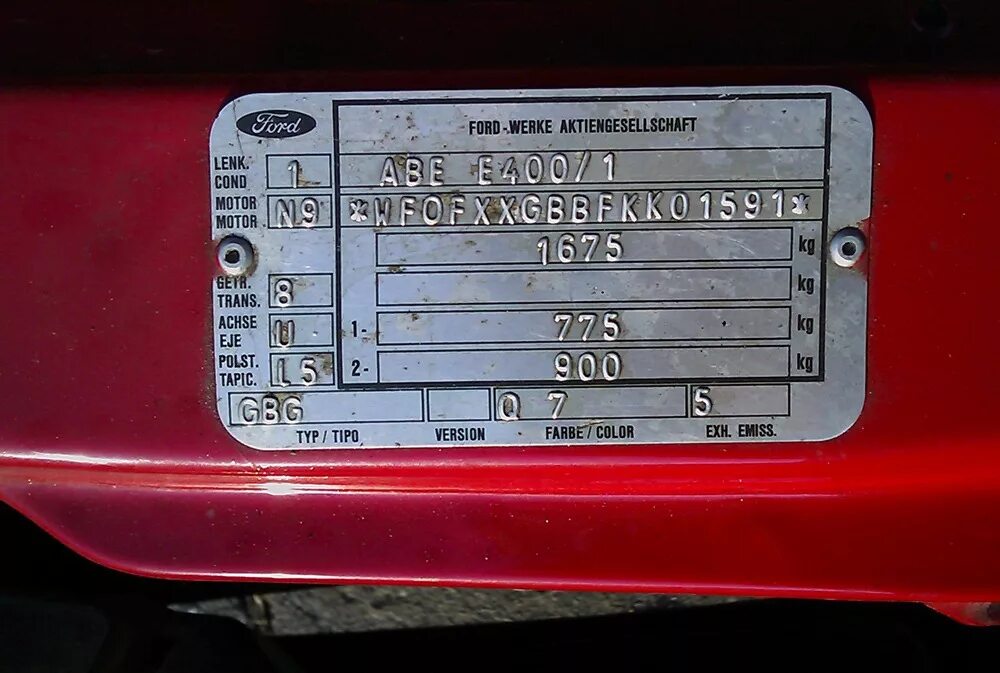 Ford
FORD-WERKE AKTIENGESELLSCHAFT
LENK.
COND
1
ABE E400/1
MOTOR
MOTOR
N9
*WF0FXXGBBFKK01591*
1675 kg
kg
GETR.
TRANS.
8
ACHSE
EJE
U
1- 775 kg
POLST.
TAPIC.
L5
2- 900 kg
GBG Q 7 5
TYP / TIPO VERSION FARBE / COLOR EXH. EMISS.